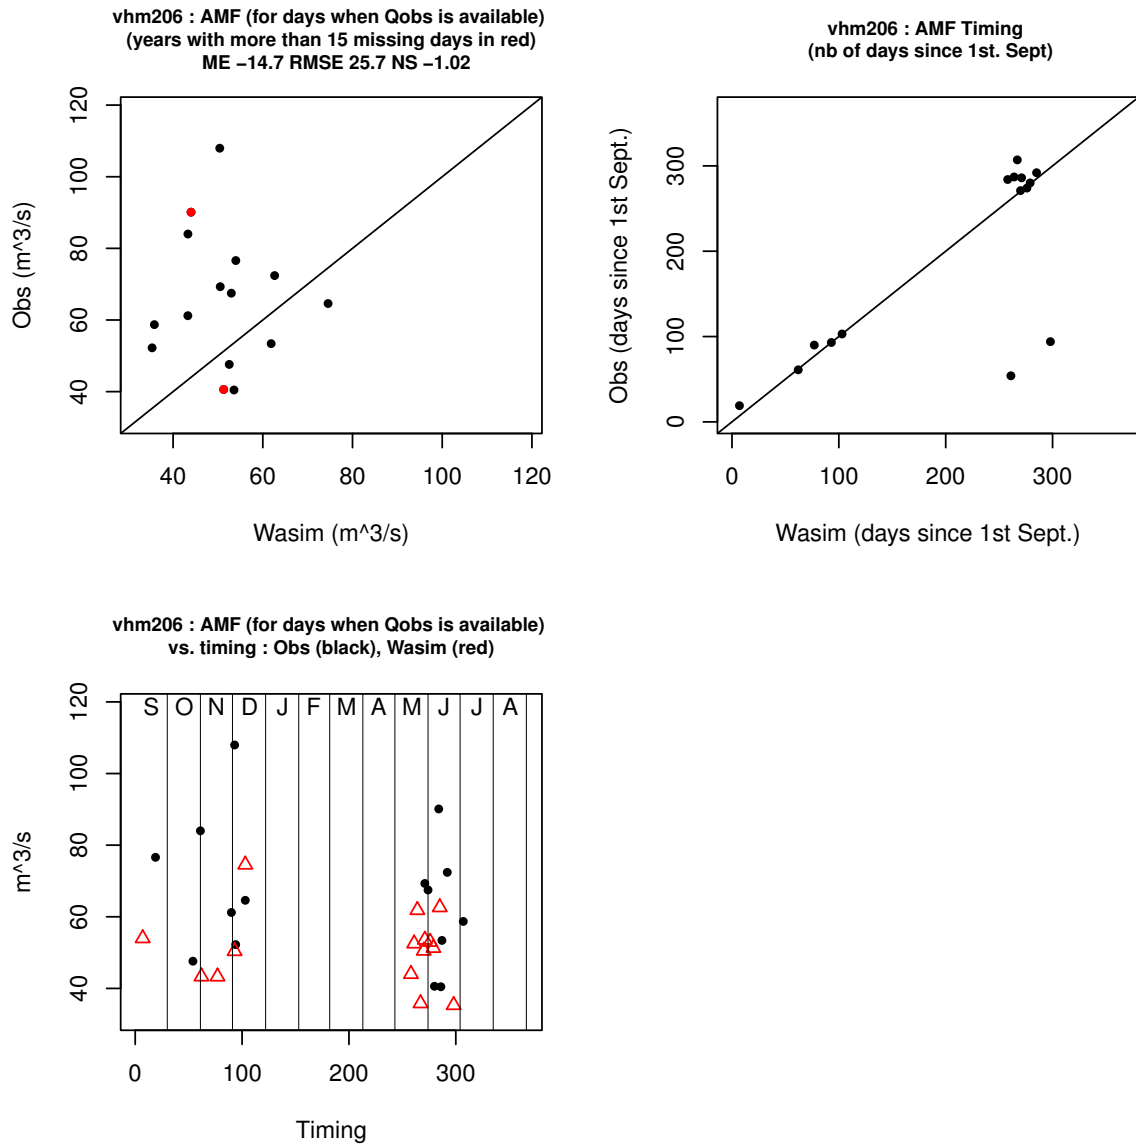 vhm206 : AMF (for days when Qobs is available)
(years with more than 15 missing days in red)
ME −14.7 RMSE 25.7 NS −1.02
Obs (m^3/s)
120
100
80
60
40
40 60 80 100 120
Wasim (m^3/s)
vhm206 : AMF Timing
(nb of days since 1st. Sept)
Obs (days since 1st Sept.)
300
200
100
0
0 100 200 300
Wasim (days since 1st Sept.)
vhm206 : AMF (for days when Qobs is available)
vs. timing : Obs (black), Wasim (red)
m^3/s
120
100
80
60
40
S O N D J F M A M J J A
0 100 200 300
Timing